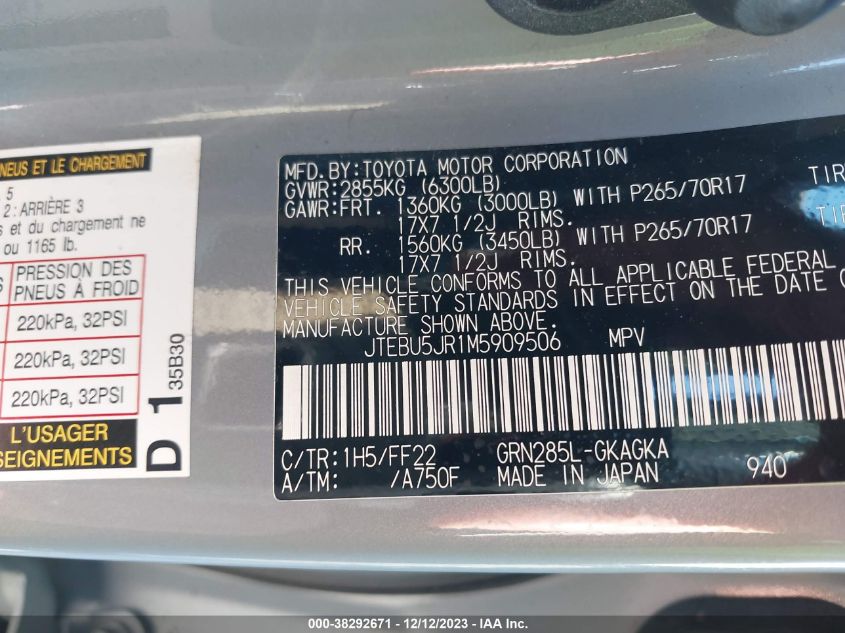 NEUS ET LE CHARGEMENT
5
2 : ARRIÈRE 3
s et du chargement ne
ou 1165 lb.
PRESSION DES
PNEUS À FROID
220kPa, 32PSI
220kPa, 32PSI
220kPa, 32PSI
L'USAGER
SEIGNEMENTS
D 1 35B30
MFD.BY:TOYOTA MOTOR CORPORATION
GVWR:2855KG (6300LB)
GAWR:FRT. 1360KG (3000LB) WITH P265/70R17 TIR
17X7 1/2J RIMS.
RR. 1560KG (3450LB) WITH P265/70R17 TIR
17X7 1/2J RIMS.
THIS VEHICLE CONFORMS TO ALL APPLICABLE FEDERAL
VEHICLE SAFETY STANDARDS IN EFFECT ON THE DATE O
MANUFACTURE SHOWN ABOVE.
JTEBU5JR1M5909506 MPV
C/TR:1H5/FF22 GRN285L-GKAGKA
A/TM: /A750F MADE IN JAPAN 940
000-38292671 - 12/12/2023 - IAA Inc.